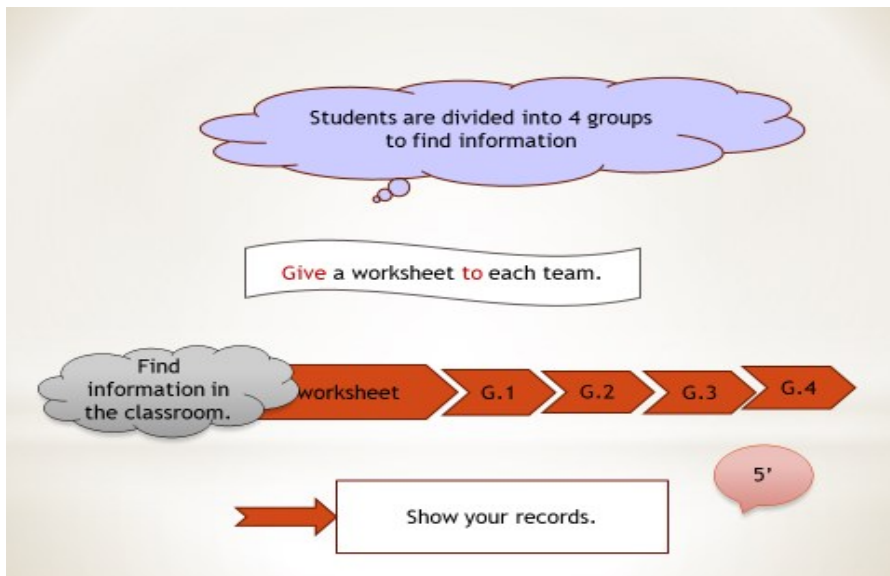 Students are divided into 4 groups
to find information
Give a worksheet to each team.
Find
information in
the classroom.
worksheet
G.1
G.2
G.3
G.4
5’
Show your records.